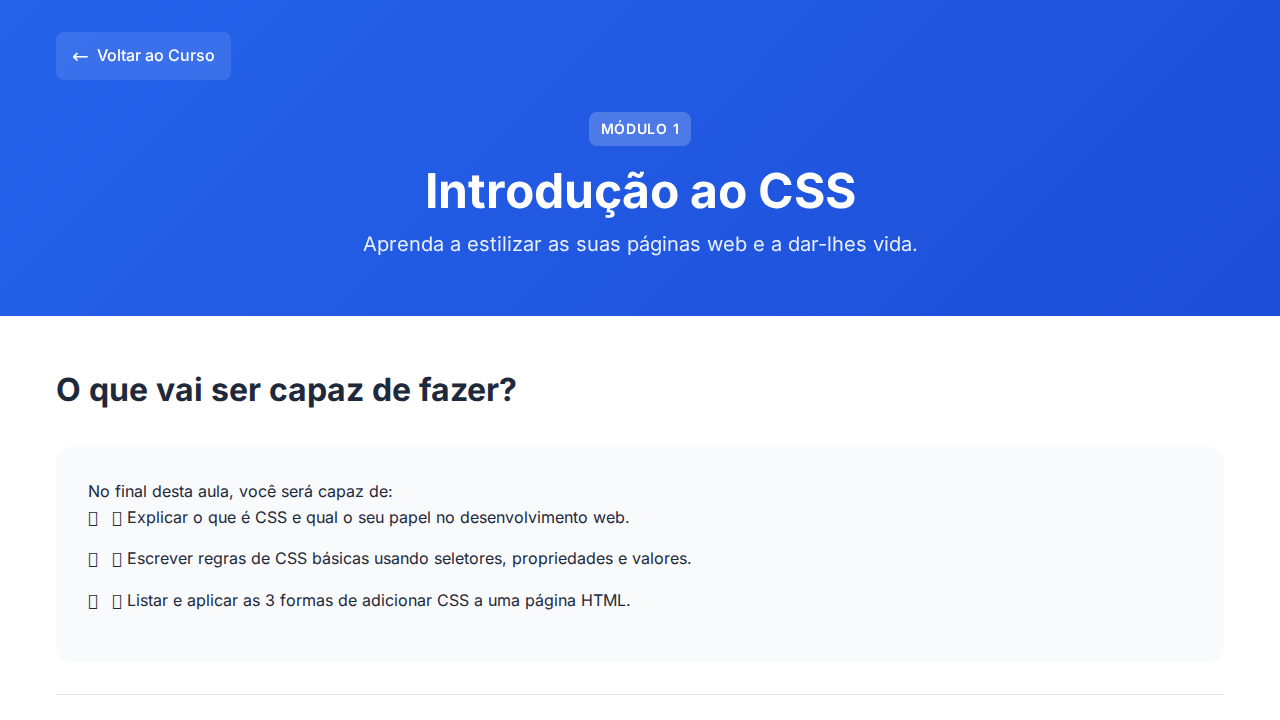 ← Voltar ao Curso
MÓDULO 1
Introdução ao CSS
Aprenda a estilizar as suas páginas web e a dar-lhes vida.
O que vai ser capaz de fazer?
No final desta aula, você será capaz de:
Explicar o que é CSS e qual o seu papel no desenvolvimento web.
Escrever regras de CSS básicas usando seletores, propriedades e valores.
Listar e aplicar as 3 formas de adicionar CSS a uma página HTML.